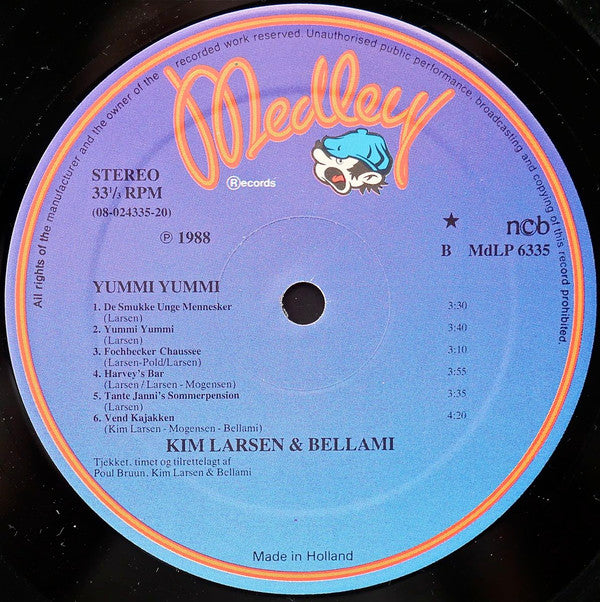 All rights of the manufacturer and the owner of the recorded work reserved. Unauthorised public performance, broadcasting and copying of this record prohibited.
Medley
Records
STEREO
33 1/3 RPM
(08-024335-20)
℗ 1988
★ ncb
B MdLP 6335
YUMMI YUMMI
1. De Smukke Unge Mennesker 3:30
(Larsen)
2. Yummi Yummi 3:40
(Larsen)
3. Fochbecker Chaussee 3:10
(Larsen-Pold/Larsen)
4. Harvey's Bar 3:55
(Larsen / Larsen - Mogensen)
5. Tante Janni's Sommerpension 3:35
(Larsen)
6. Vend Kajakken 4:20
(Kim Larsen - Mogensen - Bellami)
KIM LARSEN & BELLAMI
Tjekket, timet og tilrettelagt af
Poul Bruun, Kim Larsen & Bellami
Made in Holland